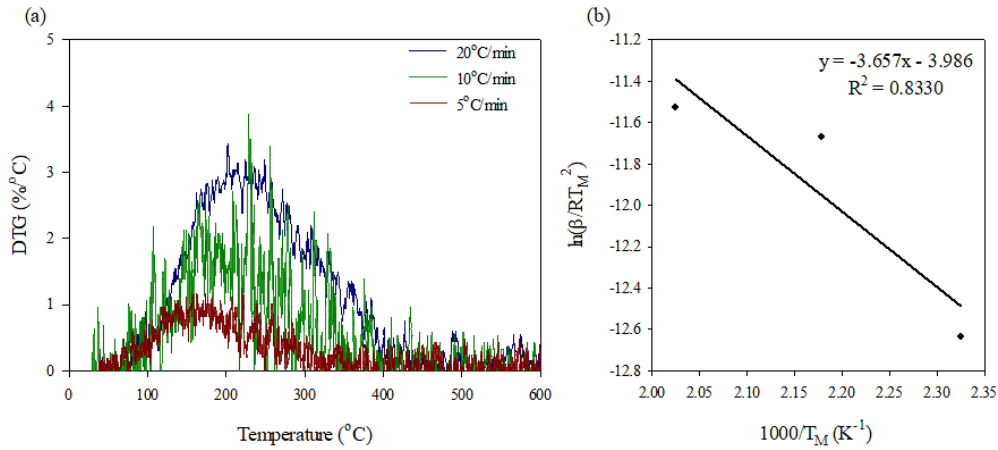 (a)
5
4
3
2
1
0
DTG (%/°C)
20°C/min
10°C/min
5°C/min
0 100 200 300 400 500 600
Temperature (°C)
(b)
-11.2
-11.4
-11.6
-11.8
-12.0
-12.2
-12.4
-12.6
-12.8
ln(β/RT_M²)
y = -3.657x - 3.986
R² = 0.8330
2.00 2.05 2.10 2.15 2.20 2.25 2.30 2.35
1000/T_M (K⁻¹)